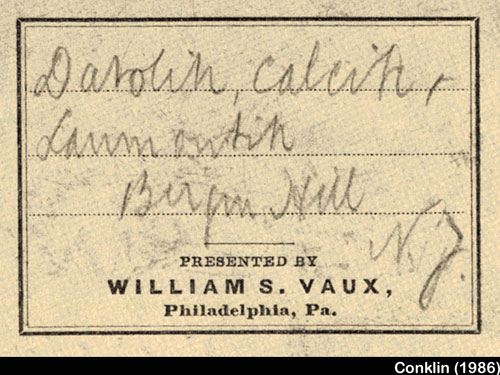 Datolite, Calcite, &
Laumontite
Bergen Hill
N.J.
PRESENTED BY
WILLIAM S. VAUX,
Philadelphia, Pa.
Conklin (1986)